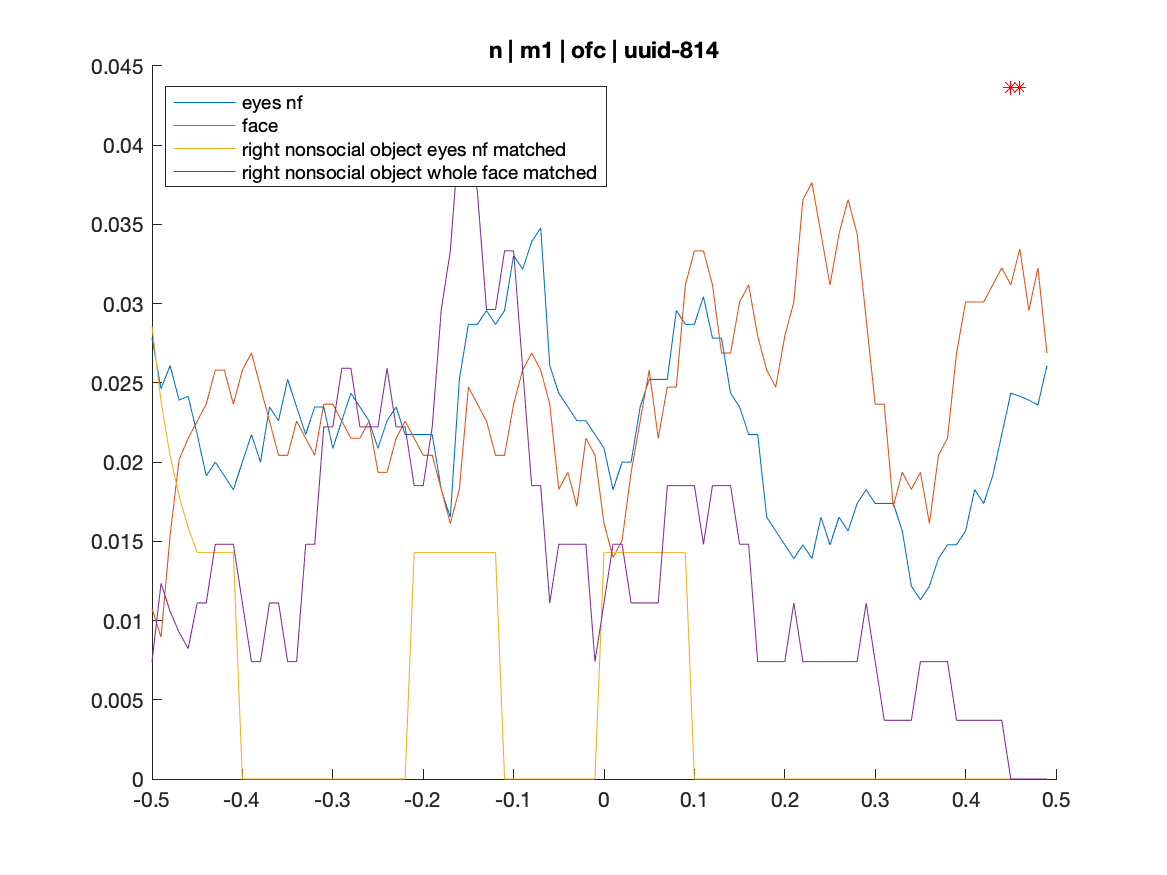 n | m1 | ofc | uuid-814
0.045
eyes nf
face
right nonsocial object eyes nf matched
right nonsocial object whole face matched
0.04
0.035
0.03
0.025
0.02
0.015
0.01
0.005
0
-0.5 -0.4 -0.3 -0.2 -0.1 0 0.1 0.2 0.3 0.4 0.5